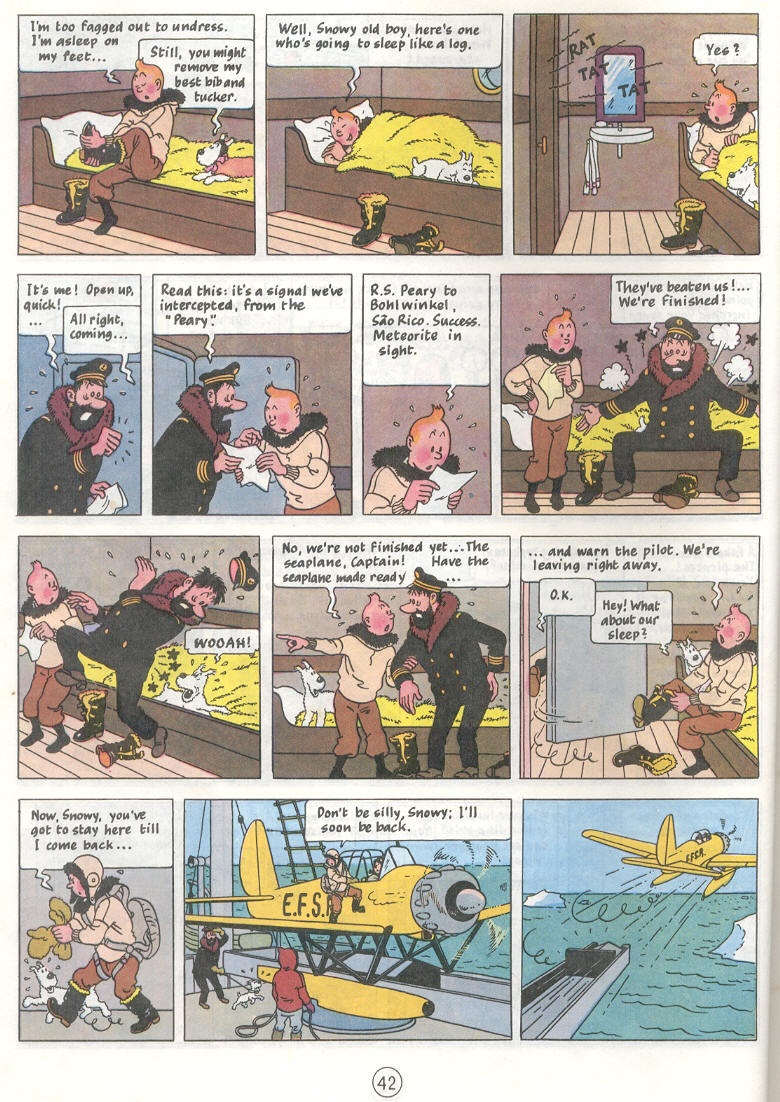 I'm too fagged out to undress.
I'm asleep on
my feet...
Still, you might
remove my
best bib and
tucker.
Well, Snowy old boy, here's one
who's going to sleep like a log.
RAT
TAT
TAT
Yes?
It's me! Open up,
quick!
...
All right,
coming...
Read this: it's a signal we've
intercepted, from the
"Peary".
R.S. Peary to
Bohlwinkel,
São Rico. Success.
Meteorite in
sight.
They've beaten us!...
We're finished!
WOOAH!
No, we're not finished yet... The
seaplane, Captain! Have the
seaplane made ready ...
... and warn the pilot. We're
leaving right away.
O.K.
Hey! What
about our
sleep?
Now, Snowy, you've
got to stay here till
I come back...
Don't be silly, Snowy; I'll
soon be back.
E.F.S.
E.F.S.R.
42